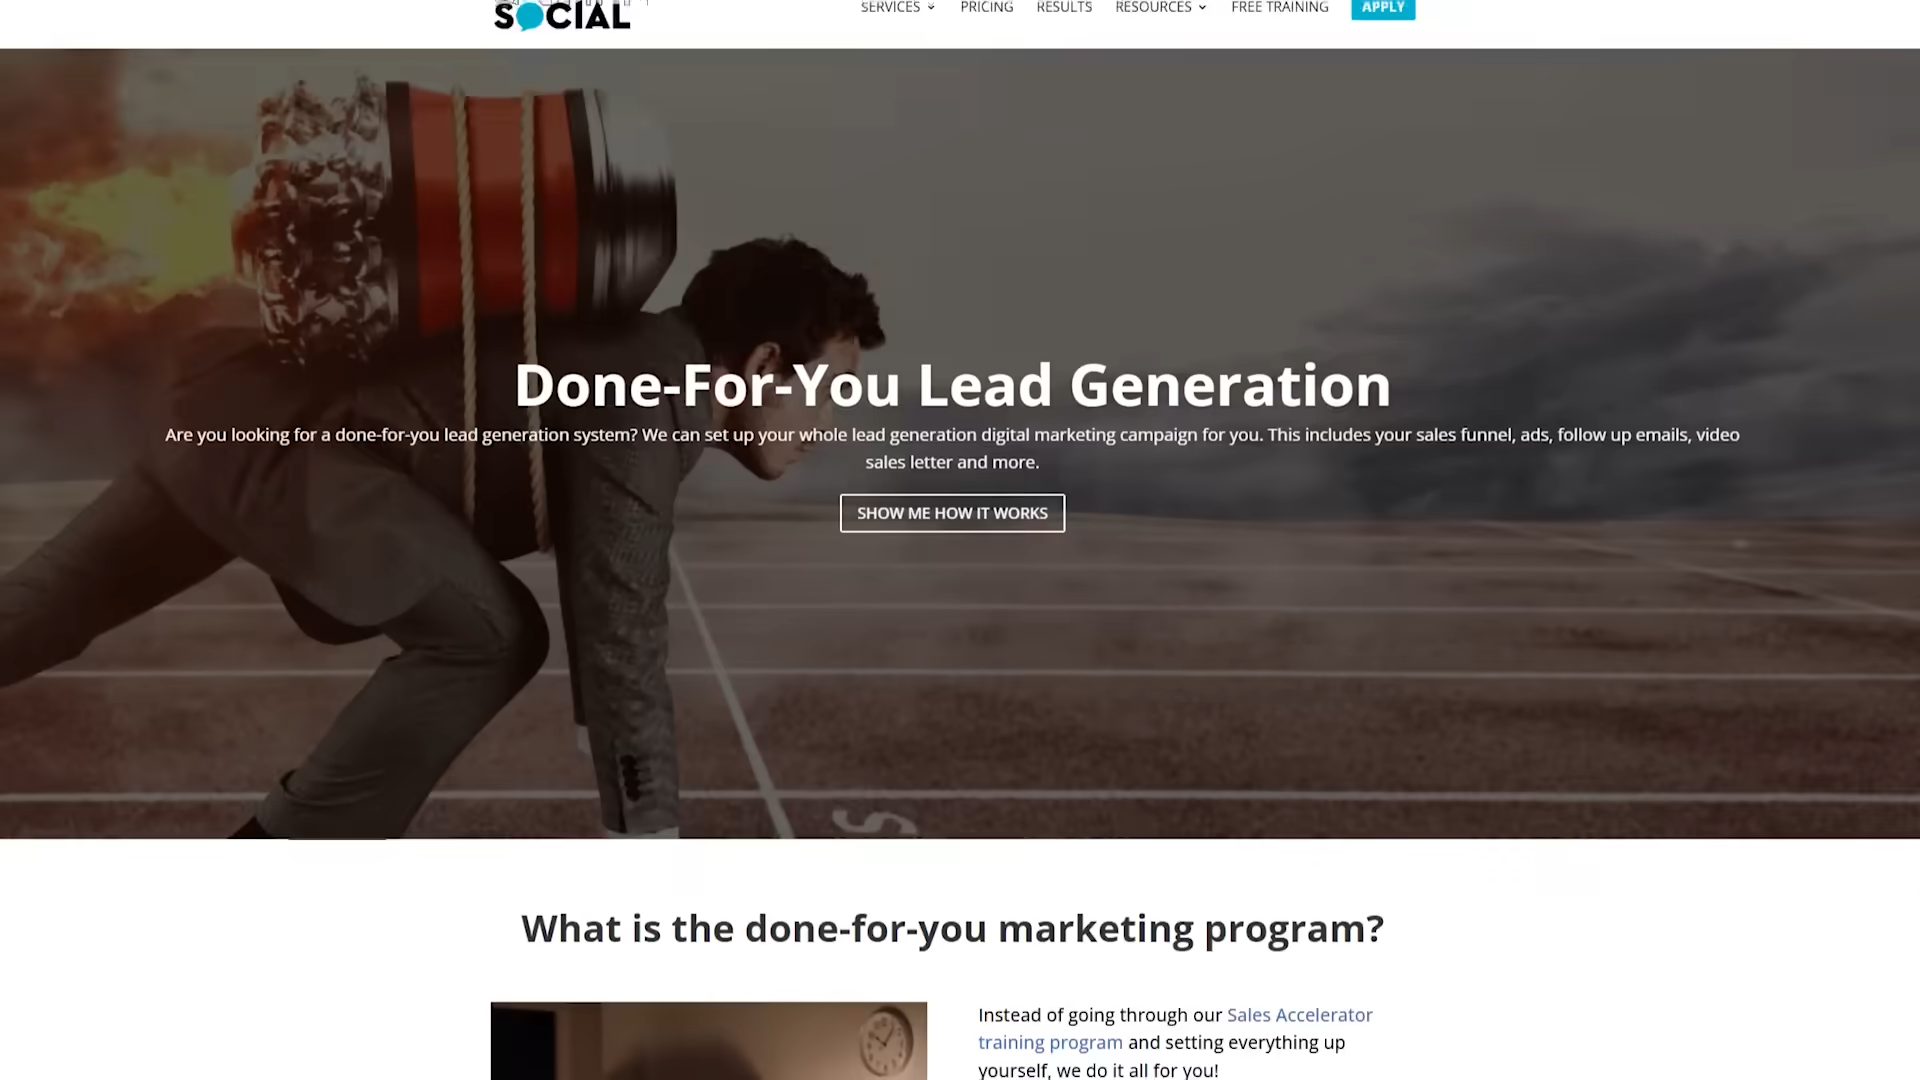 SOCIAL
SERVICES PRICING RESULTS RESOURCES FREE TRAINING APPLY
Done-For-You Lead Generation
Are you looking for a done-for-you lead generation system? We can set up your whole lead generation digital marketing campaign for you. This includes your sales funnel, ads, follow up emails, video
sales letter and more.
SHOW ME HOW IT WORKS
What is the done-for-you marketing program?
Instead of going through our Sales Accelerator
training program and setting everything up
yourself, we do it all for you!